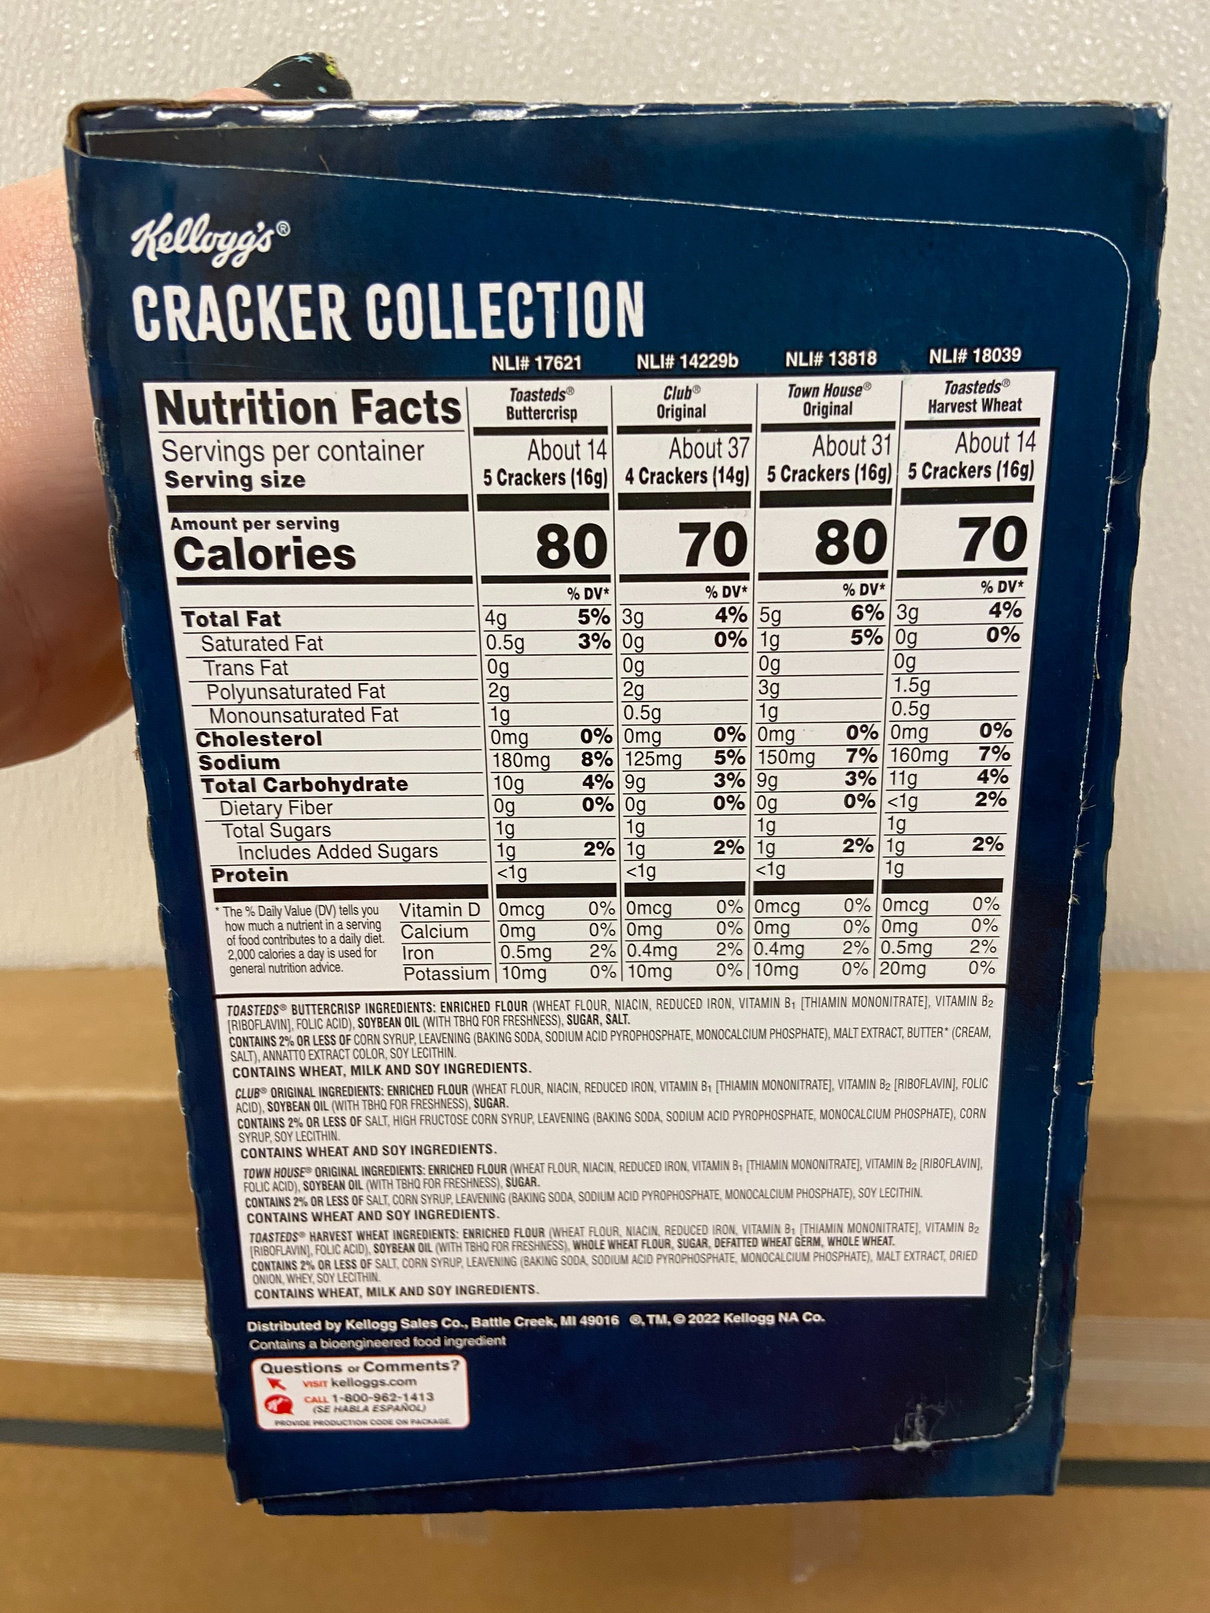 Kellogg's®
CRACKER COLLECTION
NLI# 17621 NLI# 14229b NLI# 13818 NLI# 18039
Nutrition Facts Toasteds® Buttercrisp Club® Original Town House® Original Toasteds® Harvest Wheat
Servings per container About 14 About 37 About 31 About 14
Serving size 5 Crackers (16g) 4 Crackers (14g) 5 Crackers (16g) 5 Crackers (16g)
Amount per serving
Calories 80 70 80 70
% DV* % DV* % DV* % DV*
Total Fat 4g 5% 3g 4% 5g 6% 3g 4%
Saturated Fat 0.5g 3% 0g 0% 1g 5% 0g 0%
Trans Fat 0g 0g 0g 0g
Polyunsaturated Fat 2g 2g 3g 1.5g
Monounsaturated Fat 1g 0.5g 1g 0.5g
Cholesterol 0mg 0% 0mg 0% 0mg 0% 0mg 0%
Sodium 180mg 8% 125mg 5% 150mg 7% 160mg 7%
Total Carbohydrate 10g 4% 9g 3% 9g 3% 11g 4%
Dietary Fiber 0g 0% 0g 0% 0g 0% <1g 2%
Total Sugars 1g 1g 1g 1g
Includes Added Sugars 1g 2% 1g 2% 1g 2% 1g 2%
Protein <1g <1g <1g 1g
* The % Daily Value (DV) tells you
how much a nutrient in a serving
of food contributes to a daily diet.
2,000 calories a day is used for
general nutrition advice.
Vitamin D 0mcg 0% 0mcg 0% 0mcg 0% 0mcg 0%
Calcium 0mg 0% 0mg 0% 0mg 0% 0mg 0%
Iron 0.5mg 2% 0.4mg 2% 0.4mg 2% 0.5mg 2%
Potassium 10mg 0% 10mg 0% 10mg 0% 20mg 0%
TOASTEDS® BUTTERCRISP INGREDIENTS: ENRICHED FLOUR (WHEAT FLOUR, NIACIN, REDUCED IRON, VITAMIN B1 [THIAMIN MONONITRATE], VITAMIN B2
[RIBOFLAVIN], FOLIC ACID), SOYBEAN OIL (WITH TBHQ FOR FRESHNESS), SUGAR, SALT.
CONTAINS 2% OR LESS OF CORN SYRUP, LEAVENING (BAKING SODA, SODIUM ACID PYROPHOSPHATE, MONOCALCIUM PHOSPHATE), MALT EXTRACT, BUTTER* (CREAM,
SALT), ANNATTO EXTRACT COLOR, SOY LECITHIN.
CONTAINS WHEAT, MILK AND SOY INGREDIENTS.
CLUB® ORIGINAL INGREDIENTS: ENRICHED FLOUR (WHEAT FLOUR, NIACIN, REDUCED IRON, VITAMIN B1 [THIAMIN MONONITRATE], VITAMIN B2 [RIBOFLAVIN], FOLIC
ACID), SOYBEAN OIL (WITH TBHQ FOR FRESHNESS), SUGAR.
CONTAINS 2% OR LESS OF SALT, HIGH FRUCTOSE CORN SYRUP, LEAVENING (BAKING SODA, SODIUM ACID PYROPHOSPHATE, MONOCALCIUM PHOSPHATE), CORN
SYRUP, SOY LECITHIN.
CONTAINS WHEAT AND SOY INGREDIENTS.
TOWN HOUSE® ORIGINAL INGREDIENTS: ENRICHED FLOUR (WHEAT FLOUR, NIACIN, REDUCED IRON, VITAMIN B1 [THIAMIN MONONITRATE], VITAMIN B2 [RIBOFLAVIN],
FOLIC ACID), SOYBEAN OIL (WITH TBHQ FOR FRESHNESS), SUGAR.
CONTAINS 2% OR LESS OF SALT, CORN SYRUP, LEAVENING (BAKING SODA, SODIUM ACID PYROPHOSPHATE, MONOCALCIUM PHOSPHATE), SOY LECITHIN.
CONTAINS WHEAT AND SOY INGREDIENTS.
TOASTEDS® HARVEST WHEAT INGREDIENTS: ENRICHED FLOUR (WHEAT FLOUR, NIACIN, REDUCED IRON, VITAMIN B1 [THIAMIN MONONITRATE], VITAMIN B2
[RIBOFLAVIN], FOLIC ACID), SOYBEAN OIL (WITH TBHQ FOR FRESHNESS), WHOLE WHEAT FLOUR, SUGAR, DEFATTED WHEAT GERM, WHOLE WHEAT.
CONTAINS 2% OR LESS OF SALT, CORN SYRUP, LEAVENING (BAKING SODA, SODIUM ACID PYROPHOSPHATE, MONOCALCIUM PHOSPHATE), MALT EXTRACT, DRIED
ONION, WHEY, SOY LECITHIN.
CONTAINS WHEAT, MILK AND SOY INGREDIENTS.
Distributed by Kellogg Sales Co., Battle Creek, MI 49016 ®, TM, © 2022 Kellogg NA Co.
Contains a bioengineered food ingredient
Questions or Comments?
VISIT kelloggs.com
CALL 1-800-962-1413
(SE HABLA ESPAÑOL)
PROVIDE PRODUCTION CODE ON PACKAGE.